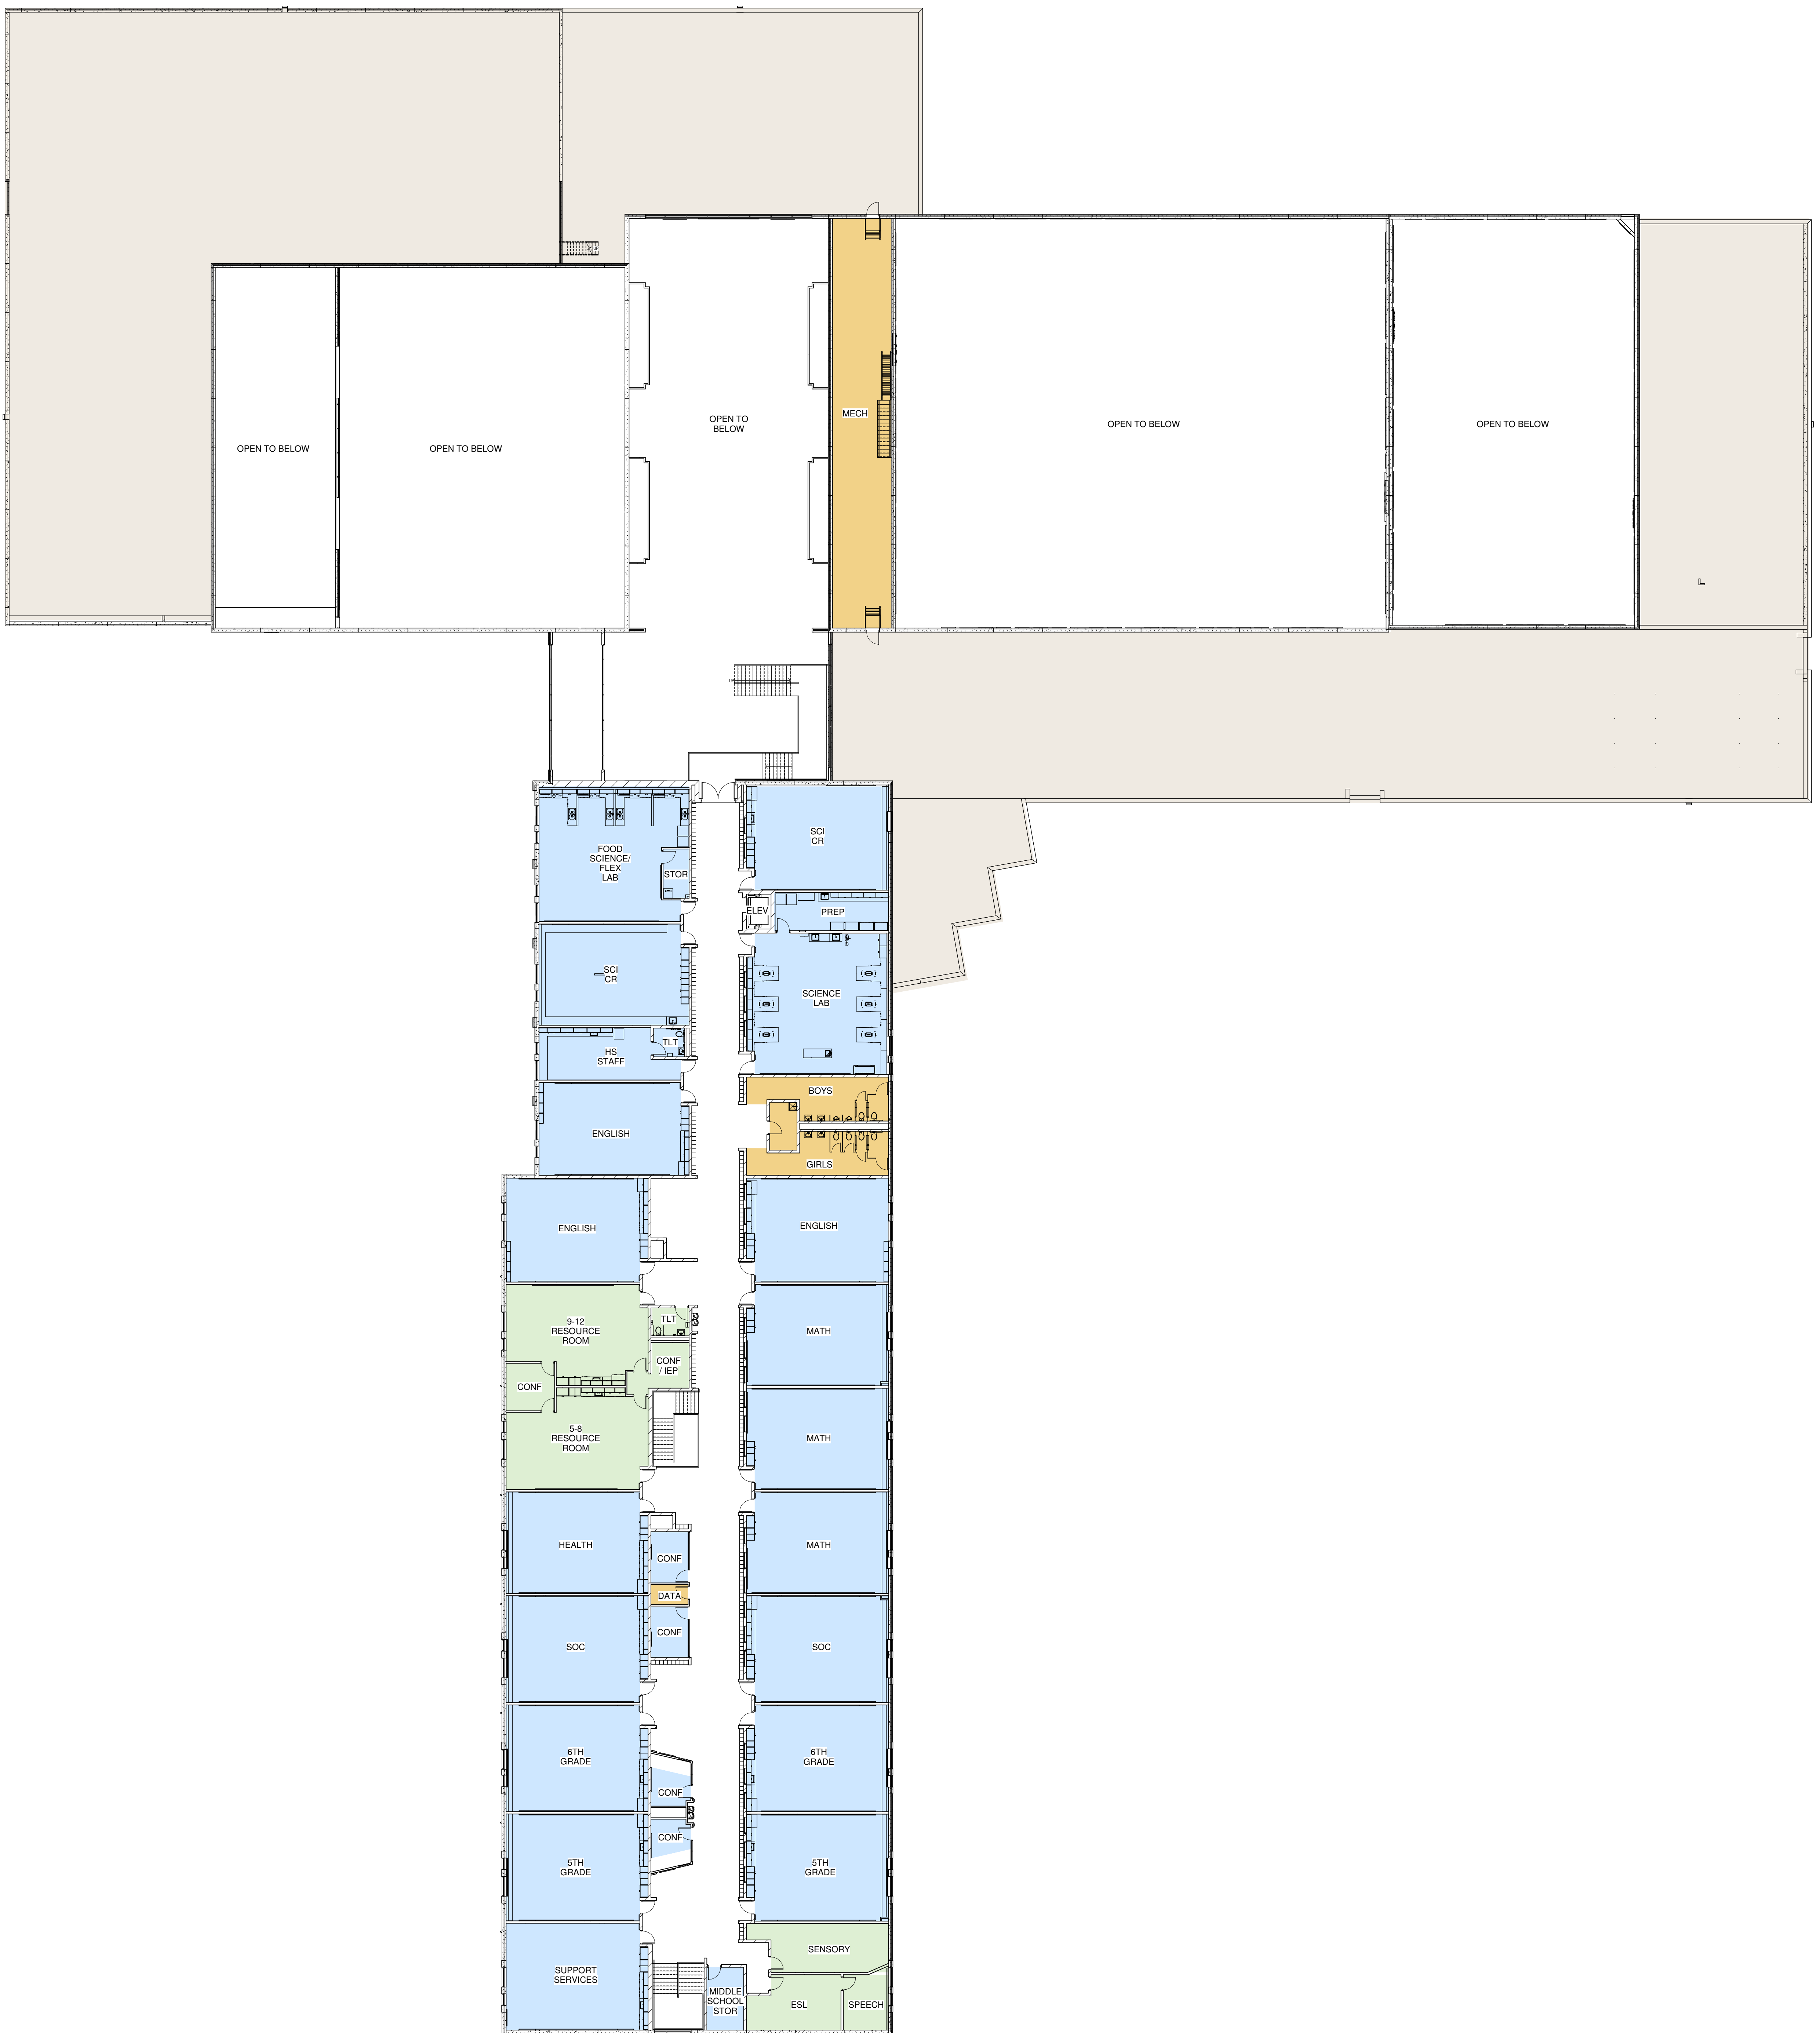 OPEN TO
BELOW
MECH
OPEN TO BELOW
OPEN TO BELOW
OPEN TO BELOW
OPEN TO BELOW
UP
FOOD
SCIENCE/
FLEX
LAB
STOR
SCI
CR
ELEV
PREP
SCI
CR
SCIENCE
LAB
HS
STAFF
TLT
BOYS
ENGLISH
GIRLS
ENGLISH
ENGLISH
9-12
RESOURCE
ROOM
TLT
MATH
CONF
/ IEP
CONF
5-8
RESOURCE
ROOM
MATH
HEALTH
CONF
MATH
DATA
CONF
SOC
SOC
6TH
GRADE
CONF
6TH
GRADE
CONF
5TH
GRADE
5TH
GRADE
SENSORY
SUPPORT
SERVICES
MIDDLE
SCHOOL
STOR
ESL
SPEECH